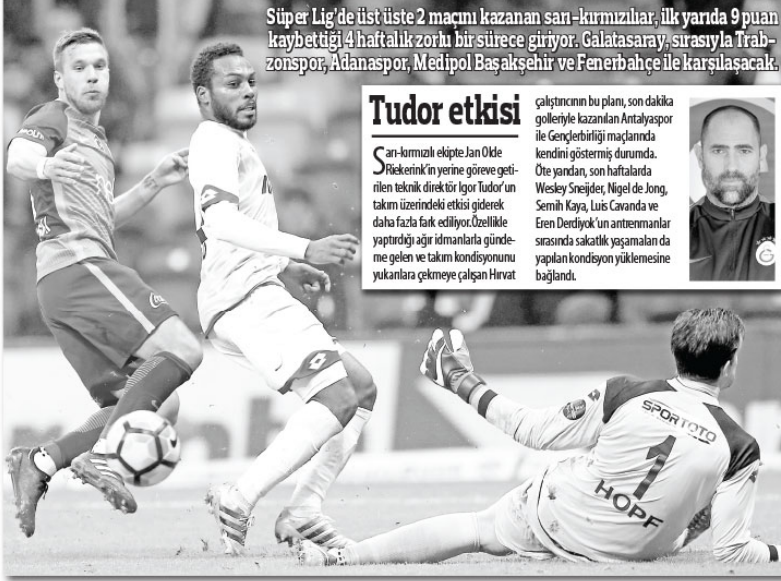 Süper Lig'de üst üste 2 maçını kazanan sarı-kırmızılıar, ilk yarıda 9 puan
kaybettiği 4 haftalık zorlu bir sürece giriyor. Galatasaray, sırasıyla Trab-
zonspor, Adanaspor, Medipol Başakşehir ve Fenerbahçe ile karşılaşacak.
Tudor etkisi
Sarı-kırmızılı ekipte Jan Olde
Riekerink'in yerine göreve geti-
rilen teknik direktör Igor Tudor'un
takım üzerindeki etkisi giderek
daha fazla fark ediliyor.Özellikle
yaptırdığı ağır idmanlarla günde-
me gelen ve takım kondisyonunu
yukarılara çekmeye çalışan Hırvat
çalıştırıcının bu planı, son dakika
golleriyle kazanılan Antalyaspor
ile Gençlerbirliği maçlarında
kendini göstermiş durumda.
Öte yandan, son haftalarda
Wesley Sneijder, Nigel de Jong,
Semih Kaya, Luis Cavanda ve
Eren Derdiyok'un antrenmanlar
sırasında sakatlık yaşamaları da
yapılan kondisyon yüklemesine
bağlandı.
SPORTOTO
1
HOPF